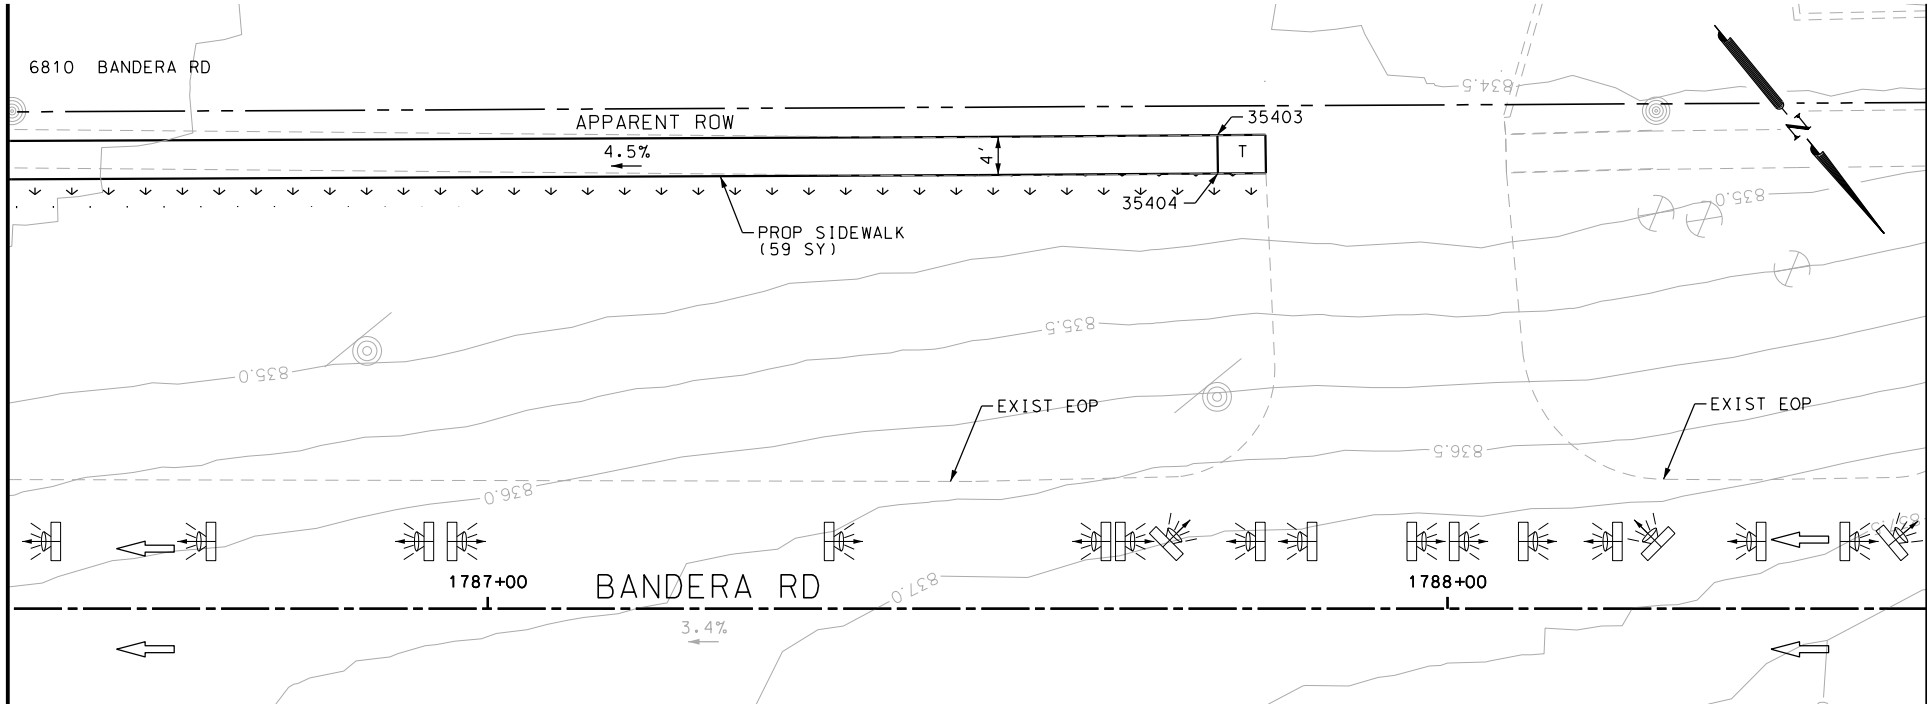 834.5
6810 BANDERA RD
APPARENT ROW
35403
N
4.5%
4'
T
35404
835.0
PROP SIDEWALK
(59 SY)
835.5
835.0
EXIST EOP
EXIST EOP
836.5
836.0
837.5
1787+00
BANDERA RD
837.0
1788+00
3.4%